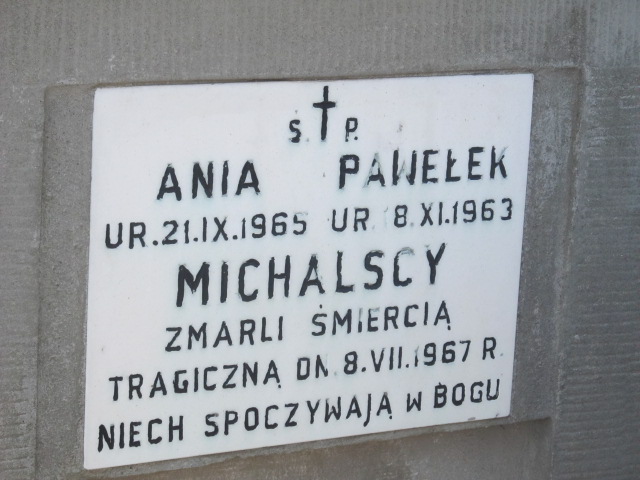 Ś. † P.
ANIA PAWEŁEK
UR. 21.IX.1965 UR. 8.XI.1963
MICHALSCY
ZMARLI ŚMIERCIĄ
TRAGICZNĄ DN. 8.VII.1967 R.
NIECH SPOCZYWAJĄ W BOGU